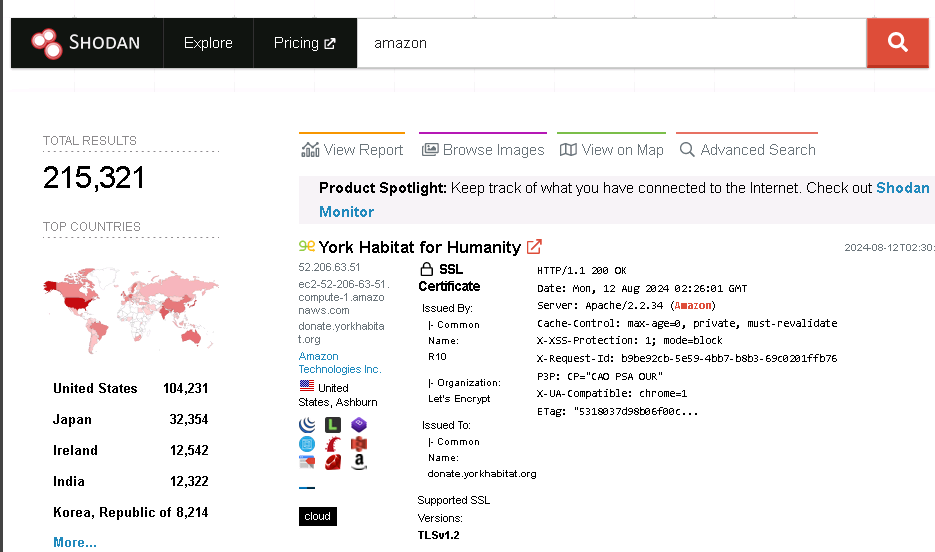 SHODAN Explore Pricing amazon
TOTAL RESULTS
215,321
TOP COUNTRIES
United States 104,231
Japan 32,354
Ireland 12,542
India 12,322
Korea, Republic of 8,214
More...
View Report Browse Images View on Map Advanced Search
Product Spotlight: Keep track of what you have connected to the Internet. Check out Shodan
Monitor
York Habitat for Humanity
2024-08-12T02:30:
52.206.63.51
ec2-52-206-63-51.
compute-1.amazo
naws.com
donate.yorkhabita
t.org
Amazon
Technologies Inc.
United
States, Ashburn
cloud
SSL
Certificate
Issued By:
|- Common
Name:
R10
|- Organization:
Let's Encrypt
Issued To:
|- Common
Name:
donate.yorkhabitat.org
Supported SSL
Versions:
TLSv1.2
HTTP/1.1 200 OK
Date: Mon, 12 Aug 2024 02:26:01 GMT
Server: Apache/2.2.34 (Amazon)
Cache-Control: max-age=0, private, must-revalidate
X-XSS-Protection: 1; mode=block
X-Request-Id: b9be92cb-5e59-4bb7-b8b3-69c0201ffb76
P3P: CP="CAO PSA OUR"
X-UA-Compatible: chrome=1
ETag: "5318037d98b06f00c...